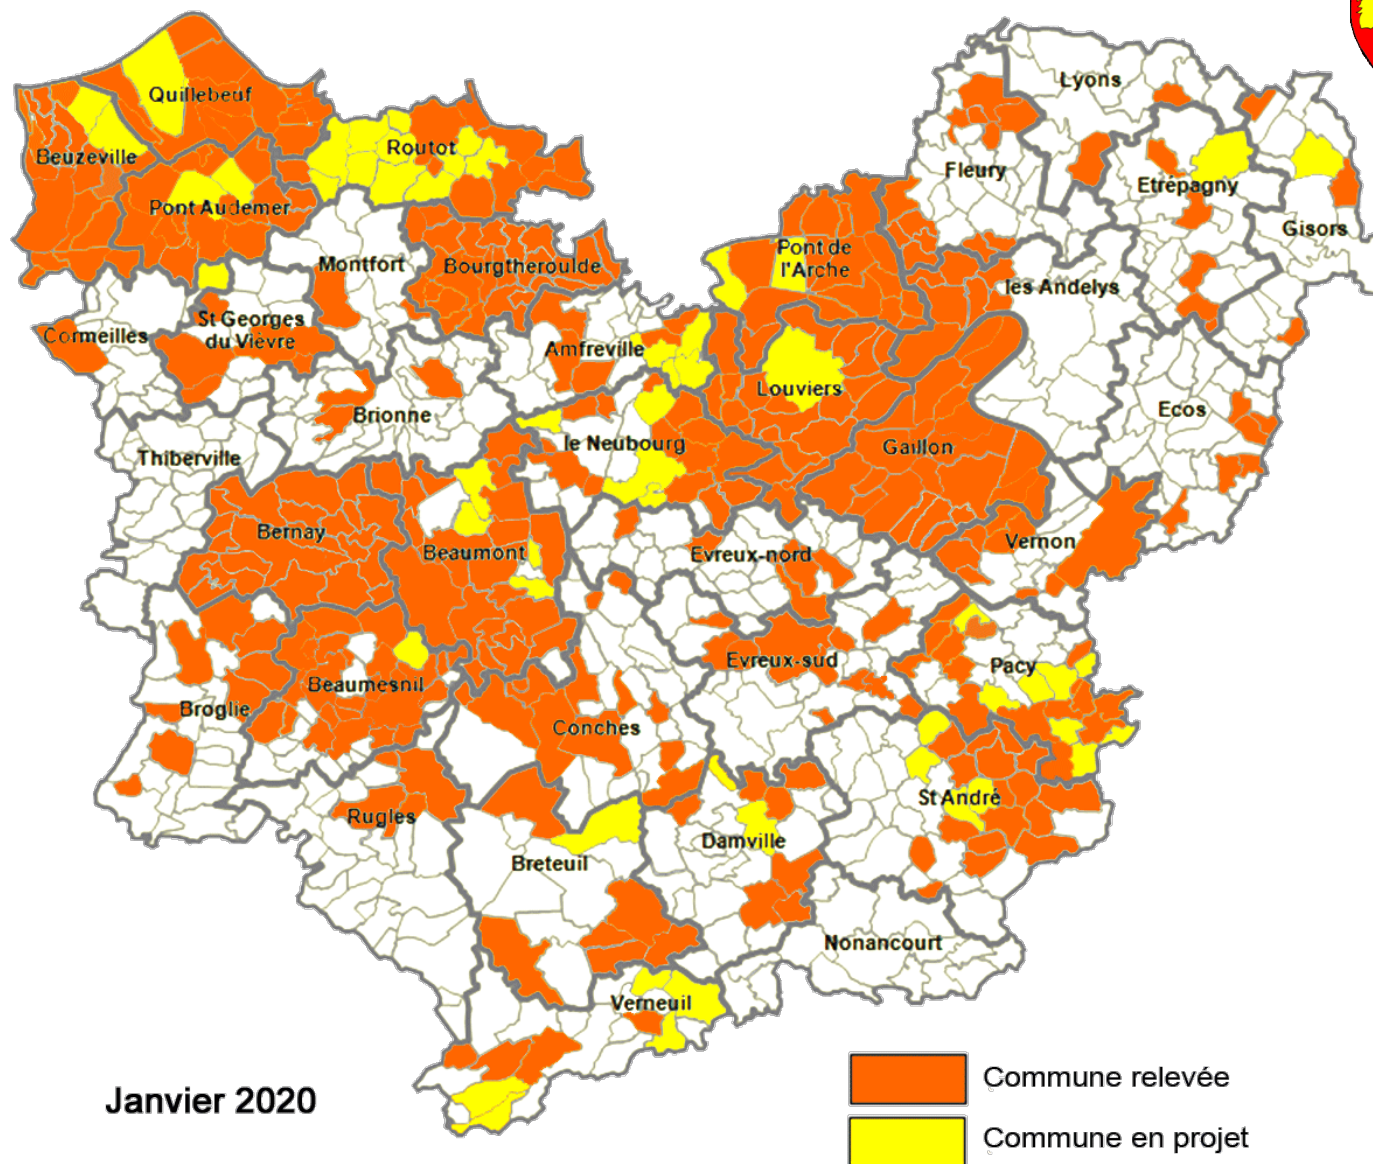 Lyons
Quillebeuf
Routot
Beuzeville
Fleury
Etrépagny
Pont Audemer
Gisors
Pont de
l'Arche
Montfort
Bourgtheroulde
les Andelys
St Georges
du Vièvre
Cormeilles
Amfreville
Louviers
Ecos
Brionne
le Neubourg
Gaillon
Thiberville
Bernay
Beaumont
Evreux-nord
Vernon
Evreux-sud
Pacy
Beaumesnil
Broglie
Conches
St André
Rugles
Damville
Breteuil
Nonancourt
Verneuil
Janvier 2020
Commune relevée
Commune en projet